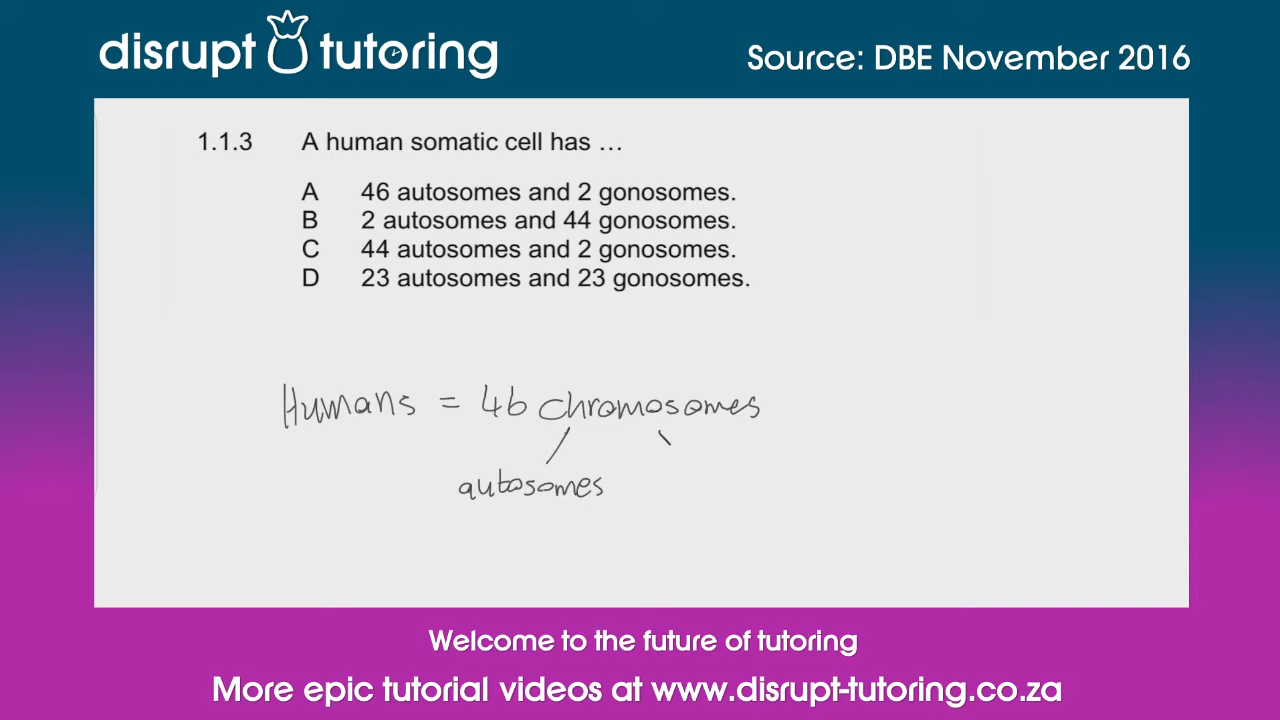 disrupt tutoring
Source: DBE November 2016
1.1.3 A human somatic cell has …
A 46 autosomes and 2 gonosomes.
B 2 autosomes and 44 gonosomes.
C 44 autosomes and 2 gonosomes.
D 23 autosomes and 23 gonosomes.
Humans = 46 chromosomes
autosomes
Welcome to the future of tutoring
More epic tutorial videos at www.disrupt-tutoring.co.za